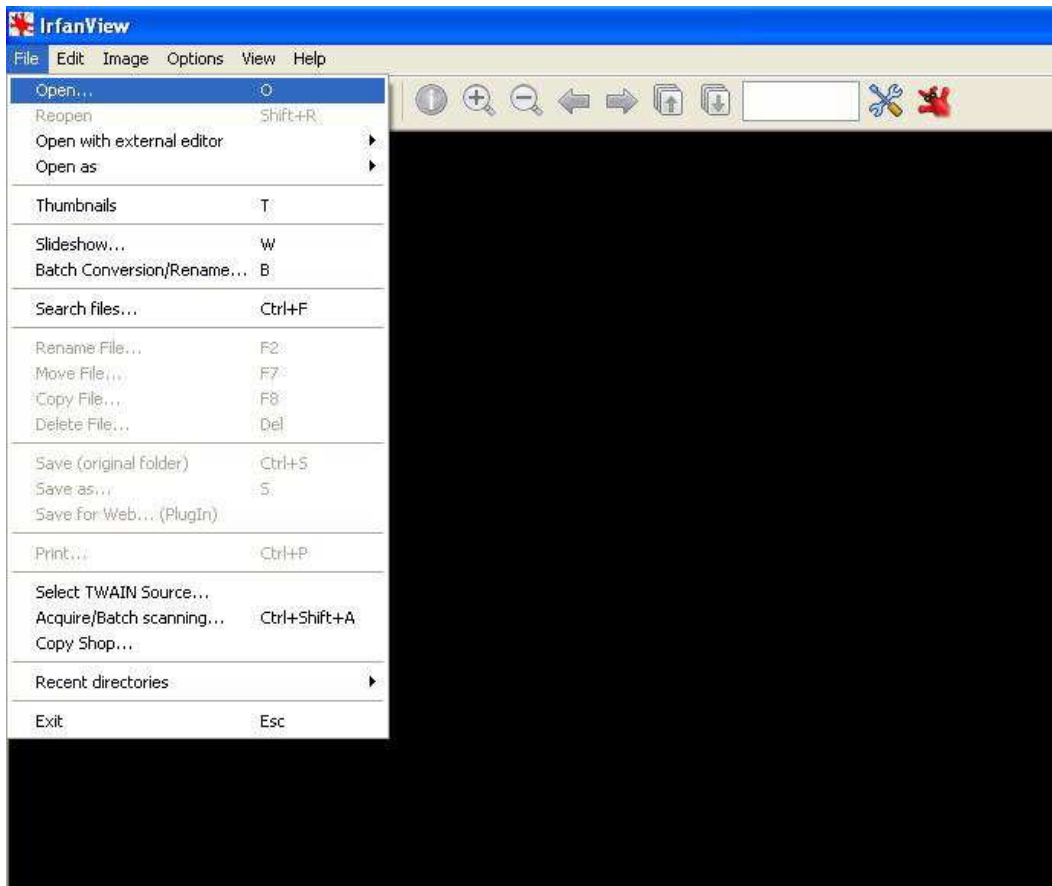 IrfanView
File Edit Image Options View Help
Open... O
Reopen Shift+R
Open with external editor
Open as
Thumbnails T
Slideshow... W
Batch Conversion/Rename... B
Search files... Ctrl+F
Rename File... F2
Move File... F7
Copy File... F8
Delete File... Del
Save (original folder) Ctrl+S
Save as... S
Save for Web... (PlugIn)
Print... Ctrl+P
Select TWAIN Source...
Acquire/Batch scanning... Ctrl+Shift+A
Copy Shop...
Recent directories
Exit Esc